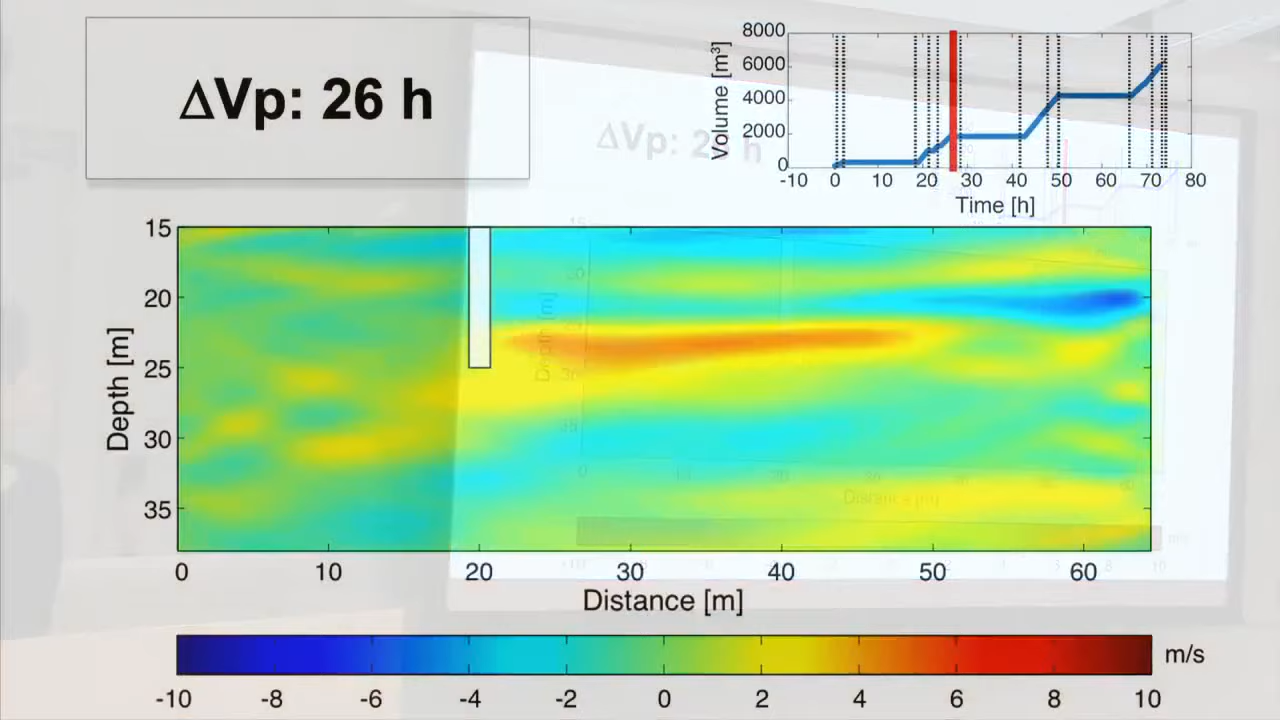 ΔVp: 26 h
Volume [m³]
8000
6000
4000
2000
0
-10 0 10 20 30 40 50 60 70 80
Time [h]
Depth [m]
15
20
25
30
35
0 10 20 30 40 50 60
Distance [m]
-10 -8 -6 -4 -2 0 2 4 6 8 10
m/s